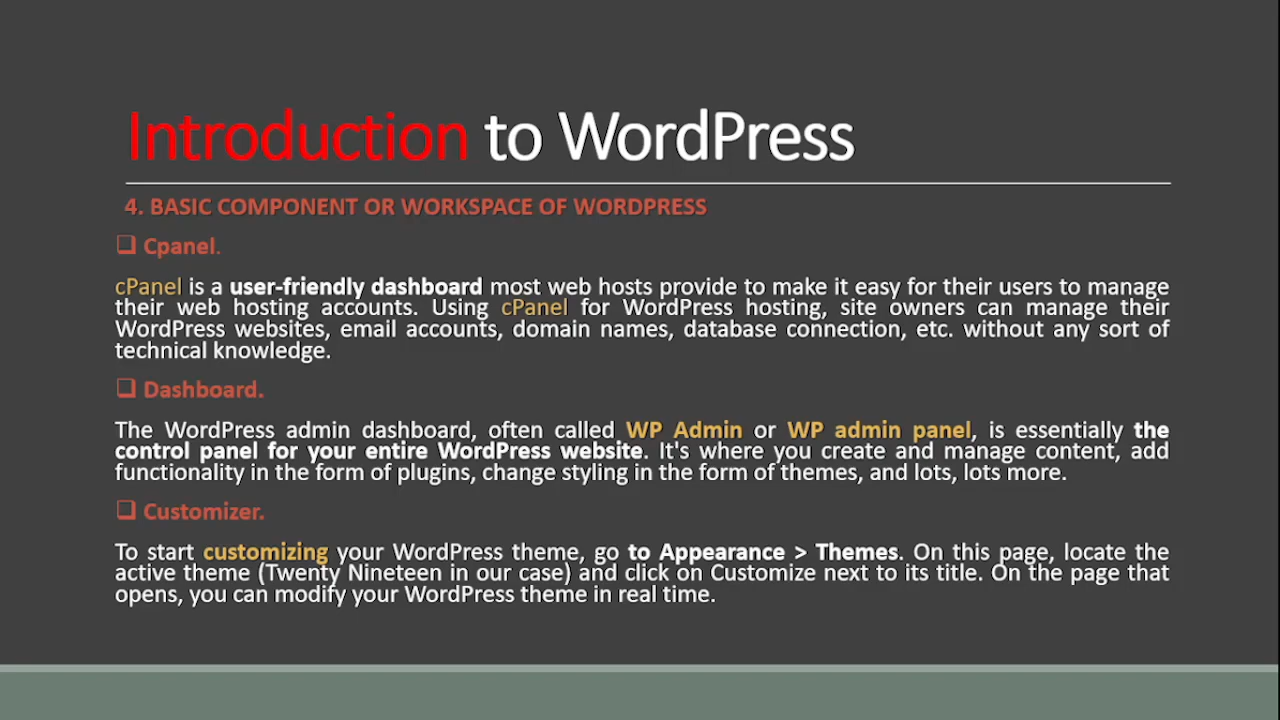 Introduction to WordPress
4. BASIC COMPONENT OR WORKSPACE OF WORDPRESS
❑ Cpanel.
cPanel is a user-friendly dashboard most web hosts provide to make it easy for their users to manage
their web hosting accounts. Using cPanel for WordPress hosting, site owners can manage their
WordPress websites, email accounts, domain names, database connection, etc. without any sort of
technical knowledge.
❑ Dashboard.
The WordPress admin dashboard, often called WP Admin or WP admin panel, is essentially the
control panel for your entire WordPress website. It's where you create and manage content, add
functionality in the form of plugins, change styling in the form of themes, and lots, lots more.
❑ Customizer.
To start customizing your WordPress theme, go to Appearance > Themes. On this page, locate the
active theme (Twenty Nineteen in our case) and click on Customize next to its title. On the page that
opens, you can modify your WordPress theme in real time.